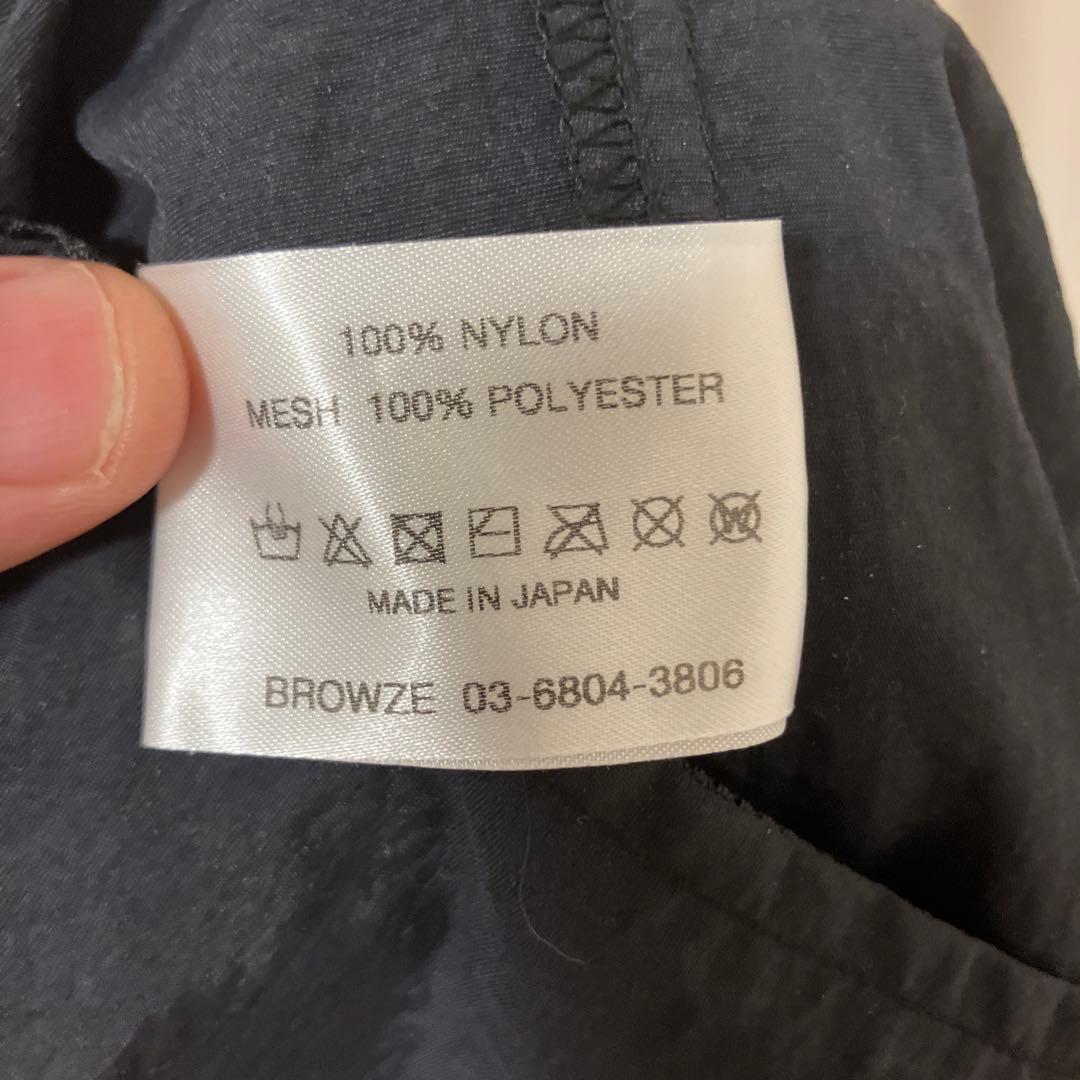 100% NYLON
MESH 100% POLYESTER
W
MADE IN JAPAN
BROWZE 03-6804-3806